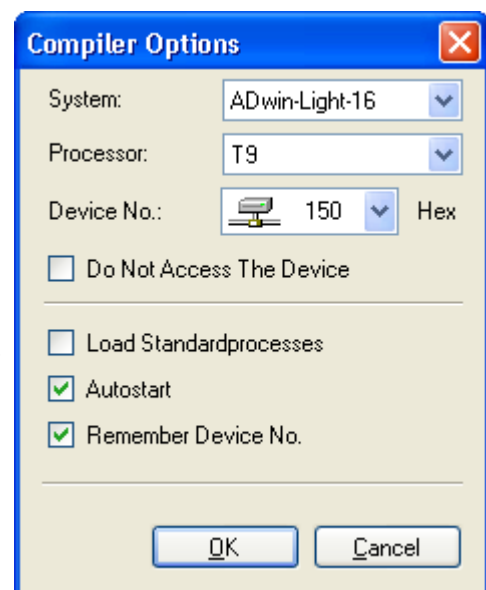 Compiler Options
System: ADwin-Light-16
Processor: T9
Device No.: 150 Hex
Do Not Access The Device
Load Standardprocesses
Autostart
Remember Device No.
OK Cancel